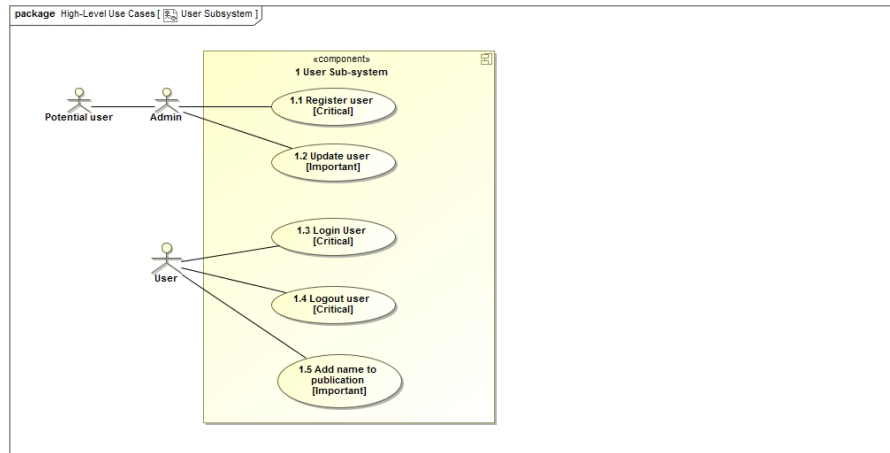 package High-Level Use Cases [ User Subsystem ]
«component»
1 User Sub-system
1.1 Register user
[Critical]
Potential user
Admin
1.2 Update user
[Important]
1.3 Login User
[Critical]
User
1.4 Logout user
[Critical]
1.5 Add name to
publication
[Important]